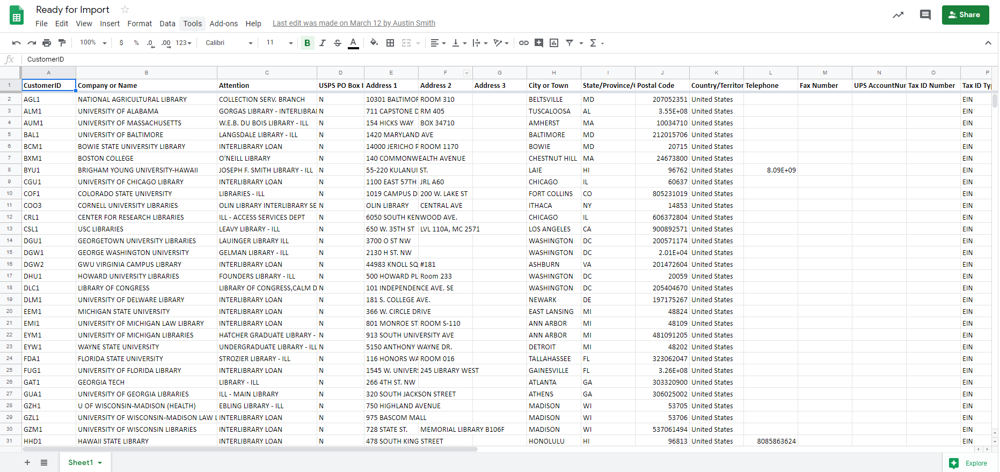 Ready for Import
File Edit View Insert Format Data Tools Add-ons Help Last edit was made on March 12 by Austin Smith
Share
100% $ % .0 .00 123 Calibri 11 B I S A Σ
fx CustomerID
A B C D E F G H I J K L M N O P
1 CustomerID Company or Name Attention USPS PO Box I Address 1 Address 2 Address 3 City or Town State/Province/ Postal Code Country/Territor Telephone Fax Number UPS AccountNur Tax ID Number Tax ID Ty
2 AGL1 NATIONAL AGRICULTURAL LIBRARY COLLECTION SERV. BRANCH N 10301 BALTIMOR ROOM 310 BELTSVILLE MD 207052351 United States EIN
3 ALM1 UNIVERSITY OF ALABAMA GORGAS LIBRARY - INTERLIBRA N 711 CAPSTONE D RM 405 TUSCALOOSA AL 3.55E+08 United States EIN
4 AUM1 UNIVERSITY OF MASSACHUSETTS W.E.B. DU BOIS LIBRARY - ILL N 154 HICKS WAY BOX 34710 AMHERST MA 10034710 United States EIN
5 BAL1 UNIVERSITY OF BALTIMORE LANGSDALE LIBRARY - ILL N 1420 MARYLAND AVE BALTIMORE MD 212015706 United States EIN
6 BCM1 BOWIE STATE UNIVERSITY LIBRARY INTERLIBRARY LOAN N 14000 JERICHO P ROOM 1170 BOWIE MD 20715 United States EIN
7 BXM1 BOSTON COLLEGE O'NEILL LIBRARY N 140 COMMONWEALTH AVENUE CHESTNUT HILL MA 24673800 United States EIN
8 BYU1 BRIGHAM YOUNG UNIVERSITY-HAWAII JOSEPH F. SMITH LIBRARY - ILL N 55-220 KULANUI ST. LAIE HI 96762 United States 8.09E+09 EIN
9 CGU1 UNIVERSITY OF CHICAGO LIBRARY INTERLIBRARY LOAN N 1100 EAST 57TH JRL A60 CHICAGO IL 60637 United States EIN
10 COF1 COLORADO STATE UNIVERSITY LIBRARIES - ILL N 1019 CAMPUS D 200 W. LAKE ST FORT COLLINS CO 805231019 United States EIN
11 COO3 CORNELL UNIVERSITY LIBRARIES OLIN LIBRARY INTERLIBRARY SE N OLIN LIBRARY CENTRAL AVE ITHACA NY 14853 United States EIN
12 CRL1 CENTER FOR RESEARCH LIBRARIES ILL - ACCESS SERVICES DEPT N 6050 SOUTH KENWOOD AVE. CHICAGO IL 606372804 United States EIN
13 CSL1 USC LIBRARIES LEAVY LIBRARY - ILL N 650 W. 35TH ST LVL 110A, MC 2571 LOS ANGELES CA 900892571 United States EIN
14 DGU1 GEORGETOWN UNIVERSITY LIBRARIES LAUINGER LIBRARY ILL N 3700 O ST NW WASHINGTON DC 200571174 United States EIN
15 DGW1 GEORGE WASHINGTON UNIVERSITY GELMAN LIBRARY - ILL N 2130 H ST. NW WASHINGTON DC 2.01E+04 United States EIN
16 DGW2 GWU VIRGINIA CAMPUS LIBRARY INTERLIBRARY LOAN N 44983 KNOLL SQ #181 ASHBURN VA 201472604 United States EIN
17 DHU1 HOWARD UNIVERSITY LIBRARIES FOUNDERS LIBRARY - ILL N 500 HOWARD PL Room 233 WASHINGTON DC 20059 United States EIN
18 DLC1 LIBRARY OF CONGRESS LIBRARY OF CONGRESS,CALM D N 101 INDEPENDENCE AVE. SE WASHINGTON DC 205404670 United States EIN
19 DLM1 UNIVERSITY OF DELWARE LIBRARY INTERLIBRARY LOAN N 181 S. COLLEGE AVE. NEWARK DE 197175267 United States EIN
20 EEM1 MICHIGAN STATE UNIVERSITY INTERLIBRARY LOAN N 366 W. CIRCLE DRIVE EAST LANSING MI 48824 United States EIN
21 EMI1 UNIVERSITY OF MICHIGAN LAW LIBRARY INTERLIBRARY LOAN N 801 MONROE ST ROOM S-110 ANN ARBOR MI 48109 United States EIN
22 EYM1 UNIVERSITY OF MICHIGAN LIBRARIES HATCHER GRADUATE LIBRARY - N 913 SOUTH UNIVERSITY AVE ANN ARBOR MI 481091205 United States EIN
23 EYW1 WAYNE STATE UNIVERSITY UNDERGRADUATE LIBRARY - ILL N 5150 ANTHONY WAYNE DR. DETROIT MI 48202 United States EIN
24 FDA1 FLORIDA STATE UNIVERSITY STROZIER LIBRARY - ILL N 116 HONORS WA ROOM 016 TALLAHASSEE FL 323062047 United States EIN
25 FUG1 UNIVERSITY OF FLORIDA LIBRARY INTERLIBRARY LOAN N 1545 W. UNIVERS 245 LIBRARY WEST GAINESVILLE FL 3.26E+08 United States EIN
26 GAT1 GEORGIA TECH LIBRARY - ILL N 266 4TH ST. NW ATLANTA GA 303320900 United States EIN
27 GUA1 UNIVERSITY OF GEORGIA LIBRARIES ILL - MAIN LIBRARY N 320 SOUTH JACKSON STREET ATHENS GA 306025002 United States EIN
28 GZH1 U OF WISCONSIN-MADISON (HEALTH) EBLING LIBRARY - ILL N 750 HIGHLAND AVENUE MADISON WI 53705 United States EIN
29 GZL1 UNIVERSITY OF WISCONSIN-MADISON LAW L INTERLIBRARY LOAN N 975 BASCOM MALL MADISON WI 53706 United States EIN
30 GZM1 UNIVERSITY OF WISCONSIN LIBRARIES INTERLIBRARY LOAN N 728 STATE ST. MEMORIAL LIBRARY B106F MADISON WI 537061494 United States EIN
31 HHD1 HAWAII STATE LIBRARY INTERLIBRARY LOAN N 478 SOUTH KING STREET HONOLULU HI 96813 United States 8085863624 EIN
Sheet1
Explore